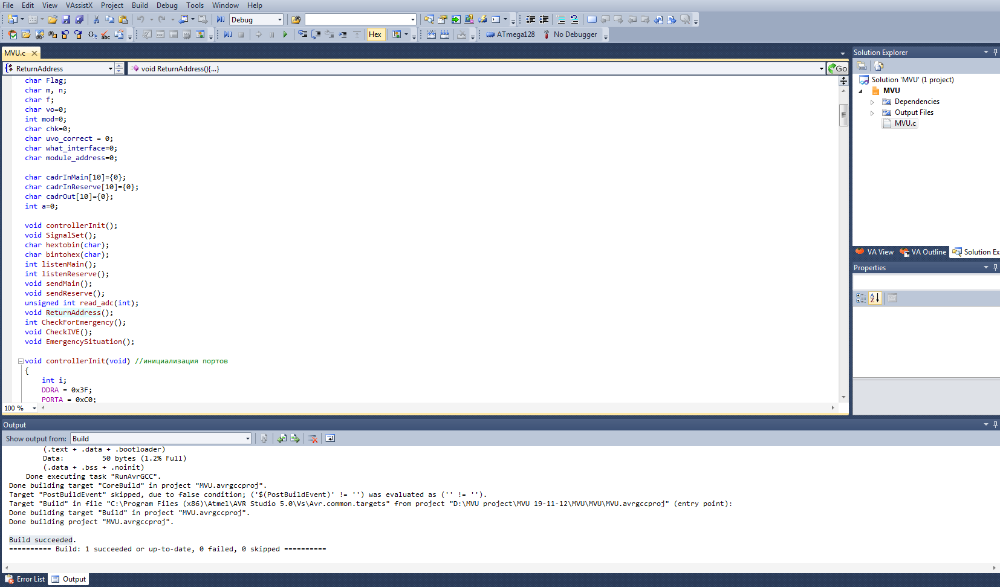 File Edit View VAssistX Project Build Debug Tools Window Help
Debug
Hex ATmega128 No Debugger
MVU.c
ReturnAddress void ReturnAddress(){...} Go
char Flag;
char m, n;
char f;
char vo=0;
int mod=0;
char chk=0;
char uvo_correct = 0;
char what_interface=0;
char module_address=0;
char cadrInMain[10]={0};
char cadrInReserve[10]={0};
char cadrOut[10]={0};
int a=0;
void controllerInit();
void SignalSet();
char hextobin(char);
char bintohex(char);
int listenMain();
int listenReserve();
void sendMain();
void sendReserve();
unsigned int read_adc(int);
void ReturnAddress();
int CheckForEmergency();
void CheckIVE();
void EmergencySituation();
void controllerInit(void) //инициализация портов
{
int i;
DDRA = 0x3F;
PORTA = 0xC0;
100 %
Solution Explorer
Solution 'MVU' (1 project)
MVU
Dependencies
Output Files
MVU.c
VA View VA Outline Solution Ex
Properties
Output
Show output from: Build
(.text + .data + .bootloader)
Data: 50 bytes (1.2% Full)
(.data + .bss + .noinit)
Done executing task "RunAvrGCC".
Done building target "CoreBuild" in project "MVU.avrgccproj".
Target "PostBuildEvent" skipped, due to false condition; ('$(PostBuildEvent)' != '') was evaluated as ('' != '').
Target "Build" in file "C:\Program Files (x86)\Atmel\AVR Studio 5.0\Vs\Avr.common.targets" from project "D:\MVU project\MVU 19-11-12\MVU\MVU\MVU.avrgccproj" (entry point):
Done building target "Build" in project "MVU.avrgccproj".
Done building project "MVU.avrgccproj".
Build succeeded.
========== Build: 1 succeeded or up-to-date, 0 failed, 0 skipped ==========
Error List Output